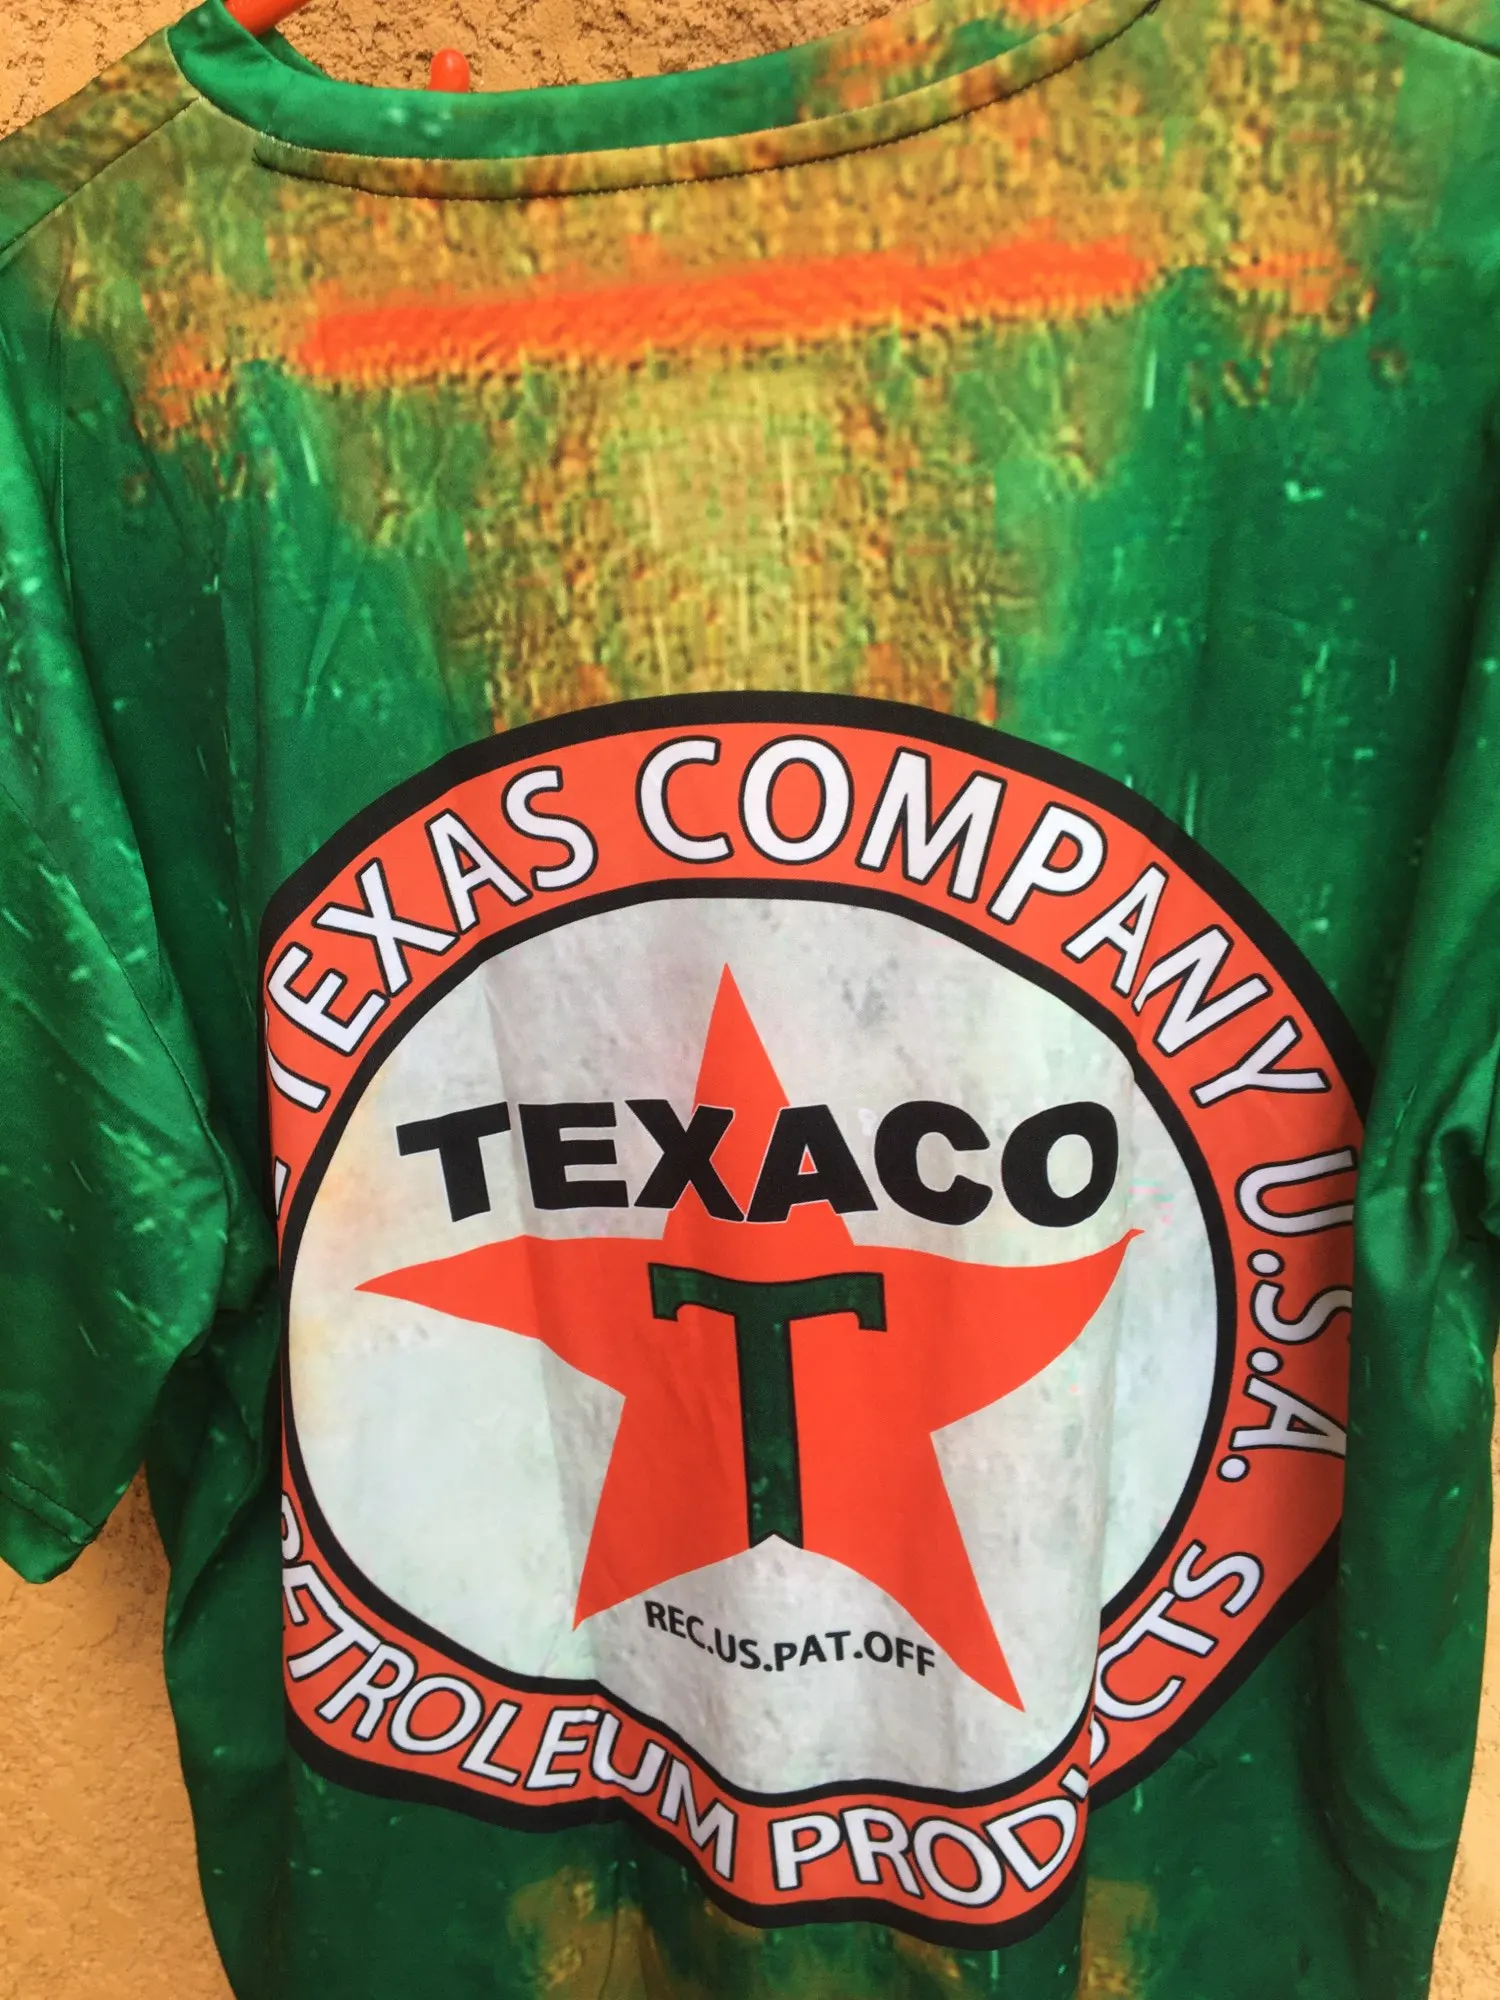 TEXAS COMPANY U.S.A.
TEXACO
T
REC.US.PAT.OFF
PETROLEUM PRODUCTS